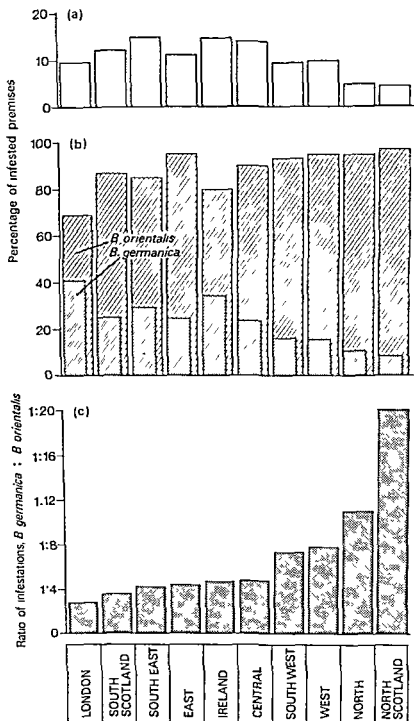 (a)
20
10
0
Percentage of infested premises
(b)
100
80
60
40
20
0
B. orientalis
B. germanica
(c)
Ratio of infestations, B germanica : B orientalis
1:20
1:16
1:12
1:8
1:4
0
LONDON
SOUTH SCOTLAND
SOUTH EAST
EAST
IRELAND
CENTRAL
SOUTH WEST
WEST
NORTH
NORTH SCOTLAND